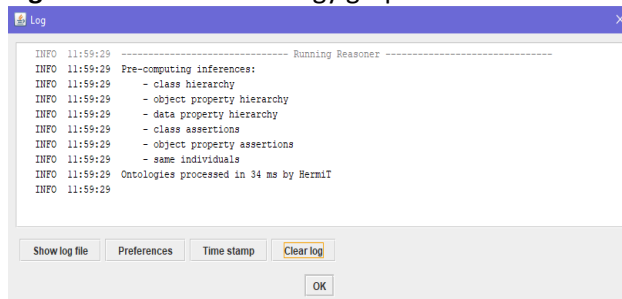 Log
INFO 11:59:29 ------------------------------- Running Reasoner -------------------------------
INFO 11:59:29 Pre-computing inferences:
INFO 11:59:29 - class hierarchy
INFO 11:59:29 - object property hierarchy
INFO 11:59:29 - data property hierarchy
INFO 11:59:29 - class assertions
INFO 11:59:29 - object property assertions
INFO 11:59:29 - same individuals
INFO 11:59:29 Ontologies processed in 34 ms by HermiT
INFO 11:59:29
Show log file Preferences Time stamp Clear log
OK